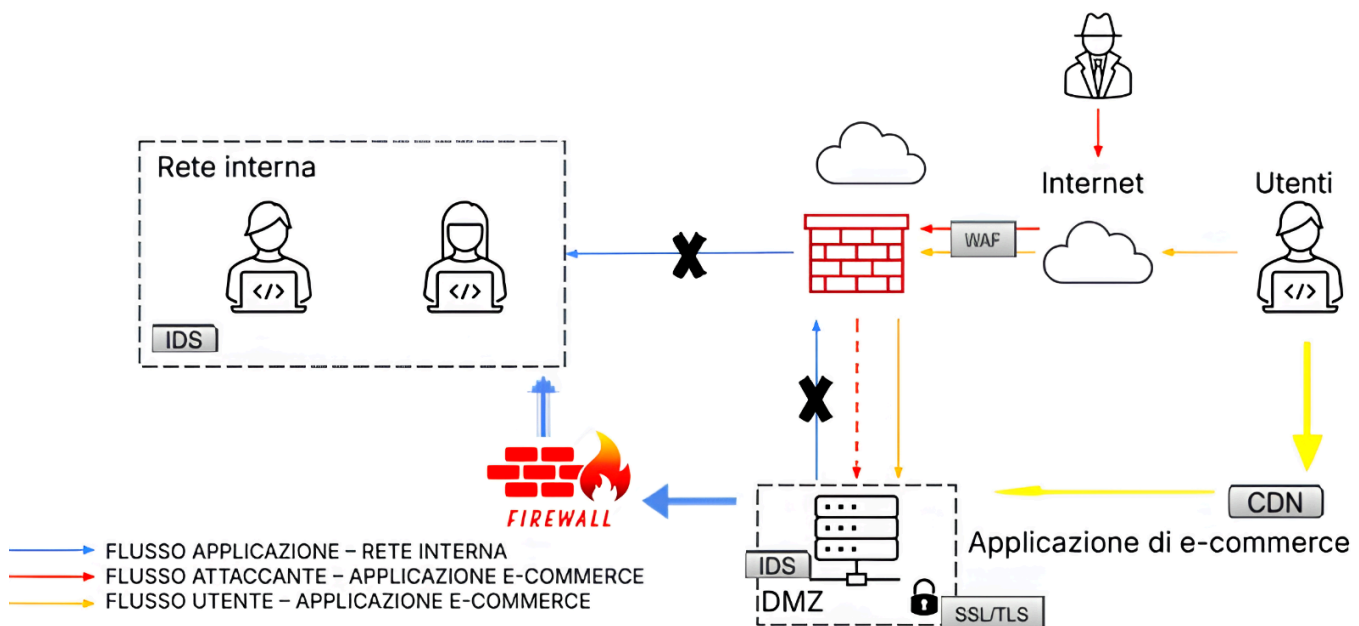 Rete interna
</>
</>
IDS
Internet
Utenti
WAF
</>
FIREWALL
CDN
Applicazione di e-commerce
IDS
DMZ
SSL/TLS
FLUSSO APPLICAZIONE – RETE INTERNA
FLUSSO ATTACCANTE – APPLICAZIONE E-COMMERCE
FLUSSO UTENTE – APPLICAZIONE E-COMMERCE